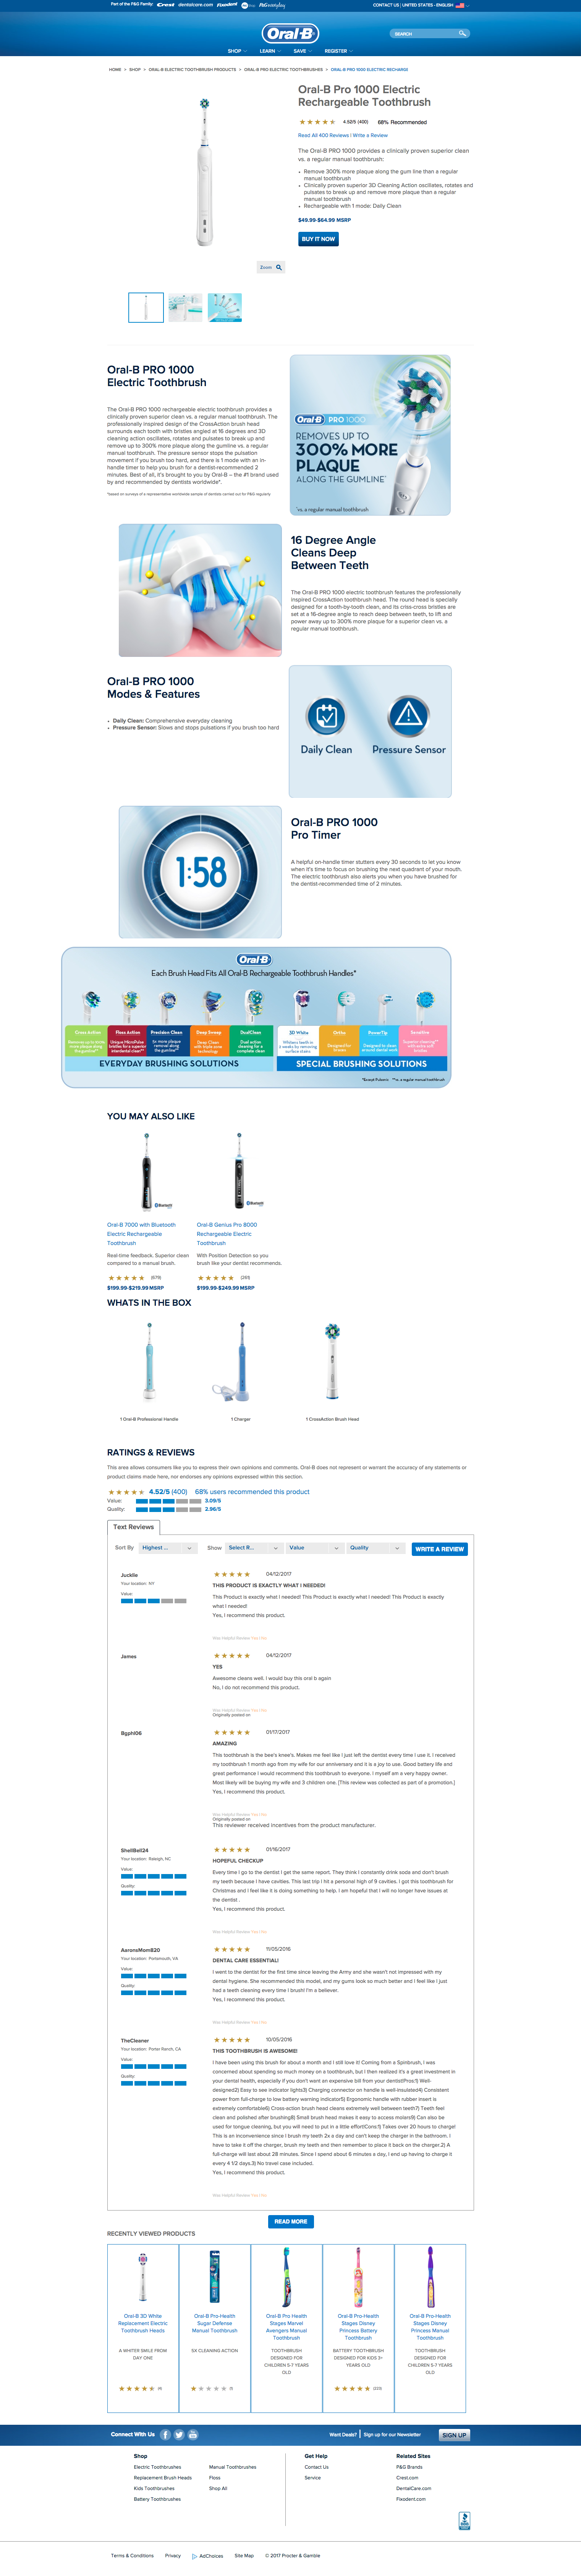 Part of the P&G Family
Crest
dentalcare.com
Fixodent
P&G everyday
CONTACT US | UNITED STATES - ENGLISH
Oral-B
SEARCH
SHOP
LEARN
SAVE
REGISTER
HOME > SHOP > ORAL-B ELECTRIC TOOTHBRUSH PRODUCTS > ORAL-B PRO ELECTRIC TOOTHBRUSHES > ORAL-B PRO 1000 ELECTRIC RECHARGE
Oral-B Pro 1000 Electric
Rechargeable Toothbrush
4.52/5 (400) 68% Recommended
Read All 400 Reviews | Write a Review
The Oral-B PRO 1000 provides a clinically proven superior clean
vs. a regular manual toothbrush:
• Remove 300% more plaque along the gum line than a regular
manual toothbrush
• Clinically proven superior 3D Cleaning Action oscillates, rotates and
pulsates to break up and remove more plaque than a regular
manual toothbrush
• Rechargeable with 1 mode: Daily Clean
$49.99-$64.99 MSRP
BUY IT NOW
Zoom
Oral-B PRO 1000
Electric Toothbrush
The Oral-B PRO 1000 rechargeable electric toothbrush provides a
clinically proven superior clean vs. a regular manual toothbrush. The
professionally inspired design of the CrossAction brush head
surrounds each tooth with bristles angled at 16 degrees and 3D
cleaning action oscillates, rotates and pulsates to break up and
remove up to 300% more plaque along the gumline vs. a regular
manual toothbrush. The pressure sensor stops the pulsation
movement if you brush too hard, and there is 1 mode with an in-
handle timer to help you brush for a dentist-recommended 2
minutes. Best of all, it's brought to you by Oral-B – the #1 brand used
by and recommended by dentists worldwide*.
*based on surveys of a representative worldwide sample of dentists carried out for P&G regularly
Oral-B PRO 1000
REMOVES UP TO
300% MORE
PLAQUE
ALONG THE GUMLINE*
*vs. a regular manual toothbrush
16 Degree Angle
Cleans Deep
Between Teeth
The Oral-B PRO 1000 electric toothbrush features the professionally
inspired CrossAction toothbrush head. The round head is specially
designed for a tooth-by-tooth clean, and its criss-cross bristles are
set at a 16-degree angle to reach deep between teeth, to lift and
power away up to 300% more plaque for a superior clean vs. a
regular manual toothbrush.
Oral-B PRO 1000
Modes & Features
• Daily Clean: Comprehensive everyday cleaning
• Pressure Sensor: Slows and stops pulsations if you brush too hard
Daily Clean
Pressure Sensor
1:58
Oral-B PRO 1000
Pro Timer
A helpful on-handle timer stutters every 30 seconds to let you know
when it's time to focus on brushing the next quadrant of your mouth.
The electric toothbrush also alerts you when you have brushed for
the dentist-recommended time of 2 minutes.
Oral-B
Each Brush Head Fits All Oral-B Rechargeable Toothbrush Handles*
Cross Action
Floss Action
Precision Clean
Deep Sweep
DualClean
3D White
Ortho
PowerTip
Sensitive
EVERYDAY BRUSHING SOLUTIONS
SPECIAL BRUSHING SOLUTIONS
YOU MAY ALSO LIKE
Oral-B 7000 with Bluetooth
Electric Rechargeable
Toothbrush
Real-time feedback. Superior clean
compared to a manual brush.
(679)
$199.99-$219.99 MSRP
Oral-B Genius Pro 8000
Rechargeable Electric
Toothbrush
With Position Detection so you
brush like your dentist recommends.
(261)
$199.99-$249.99 MSRP
WHATS IN THE BOX
1 Oral-B Professional Handle
1 Charger
1 CrossAction Brush Head
RATINGS & REVIEWS
This area allows consumers like you to express their own opinions and comments. Oral-B does not represent or warrant the accuracy of any statements or
product claims made here, nor endorses any opinions expressed within this section.
4.52/5 (400) 68% users recommended this product
Value: 3.09/5
Quality: 2.96/5
Text Reviews
Sort By Highest ... Show Select R... Value Quality WRITE A REVIEW
Jucklie
Your location: NY
Value:
04/12/2017
THIS PRODUCT IS EXACTLY WHAT I NEEDED!
This Product is exactly what I needed! This Product is exactly what I needed! This Product is exactly
what I needed!
Yes, I recommend this product.
Was Helpful Review Yes | No
James
04/12/2017
YES
Awesome cleans well. I would buy this oral b again
No, I do not recommend this product.
Was Helpful Review Yes | No
Originally posted on
Bgphl06
01/17/2017
AMAZING
This toothbrush is the bee's knee's. Makes me feel like I just left the dentist every time I use it. I received
my toothbrush 1 month ago from my wife for our anniversary and it is a joy to use. Good battery life and
great performance I would recommend this toothbrush to everyone. I myself am a very happy owner.
Most likely will be buying my wife and 3 children one. [This review was collected as part of a promotion.]
Yes, I recommend this product.
Was Helpful Review Yes | No
Originally posted on
This reviewer received incentives from the product manufacturer.
ShellBell24
Your location: Raleigh, NC
Value:
Quality:
01/16/2017
HOPEFUL CHECKUP
Every time I go to the dentist I get the same report. They think I constantly drink soda and don't brush
my teeth because I have cavities. This last trip I hit a personal high of 9 cavities. I got this toothbrush for
Christmas and I feel like it is doing something to help. I am hopeful that I will no longer have issues at
the dentist .
Yes, I recommend this product.
Was Helpful Review Yes | No
AaronsMom820
Your location: Portsmouth, VA
Value:
Quality:
11/05/2016
DENTAL CARE ESSENTIAL!
I went to the dentist for the first time since leaving the Army and she wasn't not impressed with my
dental hygiene. She recommended this model, and my gums look so much better and I feel like I just
had a teeth cleaning every time I brush! I'm a believer.
Yes, I recommend this product.
Was Helpful Review Yes | No
TheCleaner
Your location: Porter Ranch, CA
Value:
Quality:
10/05/2016
THIS TOOTHBRUSH IS AWESOME!
I have been using this brush for about a month and I still love it! Coming from a Spinbrush, I was
concerned about spending so much money on a toothbrush, but I then realized it's a great investment in
your dental health, especially if you don't want an expensive bill from your dentist!Pros:1) Well-
designed2) Easy to see indicator lights3) Charging connector on handle is well-insulated4) Consistent
power from full-charge to low battery warning indicator5) Ergonomic handle with rubber insert is
extremely comfortable6) Cross-action brush head cleans extremely well between teeth7) Teeth feel
clean and polished after brushing8) Small brush head makes it easy to access molars9) Can also be
used for tongue cleaning, but you will need to put in a little effortCons:1) Takes over 20 hours to charge!
This is an inconvenience since I brush my teeth 2x a day and can't keep the charger in the bathroom. I
have to take it off the charger, brush my teeth and then remember to place it back on the charger.2) A
full-charge will last about 28 minutes. Since I spend about 6 minutes a day, I end up having to charge it
every 4 1/2 days.3) No travel case included.
Yes, I recommend this product.
Was Helpful Review Yes | No
READ MORE
RECENTLY VIEWED PRODUCTS
Oral-B 3D White
Replacement Electric
Toothbrush Heads
A WHITER SMILE FROM
DAY ONE
Oral-B Pro-Health
Sugar Defense
Manual Toothbrush
5X CLEANING ACTION
Oral-B Pro Health
Stages Marvel
Avengers Manual
Toothbrush
TOOTHBRUSH
DESIGNED FOR
CHILDREN 5-7 YEARS
OLD
Oral-B Pro-Health
Stages Disney
Princess Battery
Toothbrush
BATTERY TOOTHBRUSH
DESIGNED FOR KIDS 3+
YEARS OLD
Oral-B Pro-Health
Stages Disney
Princess Manual
Toothbrush
TOOTHBRUSH
DESIGNED FOR
CHILDREN 5-7 YEARS
OLD
Connect With Us
Want Deals? | Sign up for our Newsletter
SIGN UP
Shop
Electric Toothbrushes
Replacement Brush Heads
Kids Toothbrushes
Battery Toothbrushes
Manual Toothbrushes
Floss
Shop All
Get Help
Contact Us
Service
Related Sites
P&G Brands
Crest.com
DentalCare.com
Fixodent.com
Terms & Conditions
Privacy
AdChoices
Site Map
© 2017 Procter & Gamble